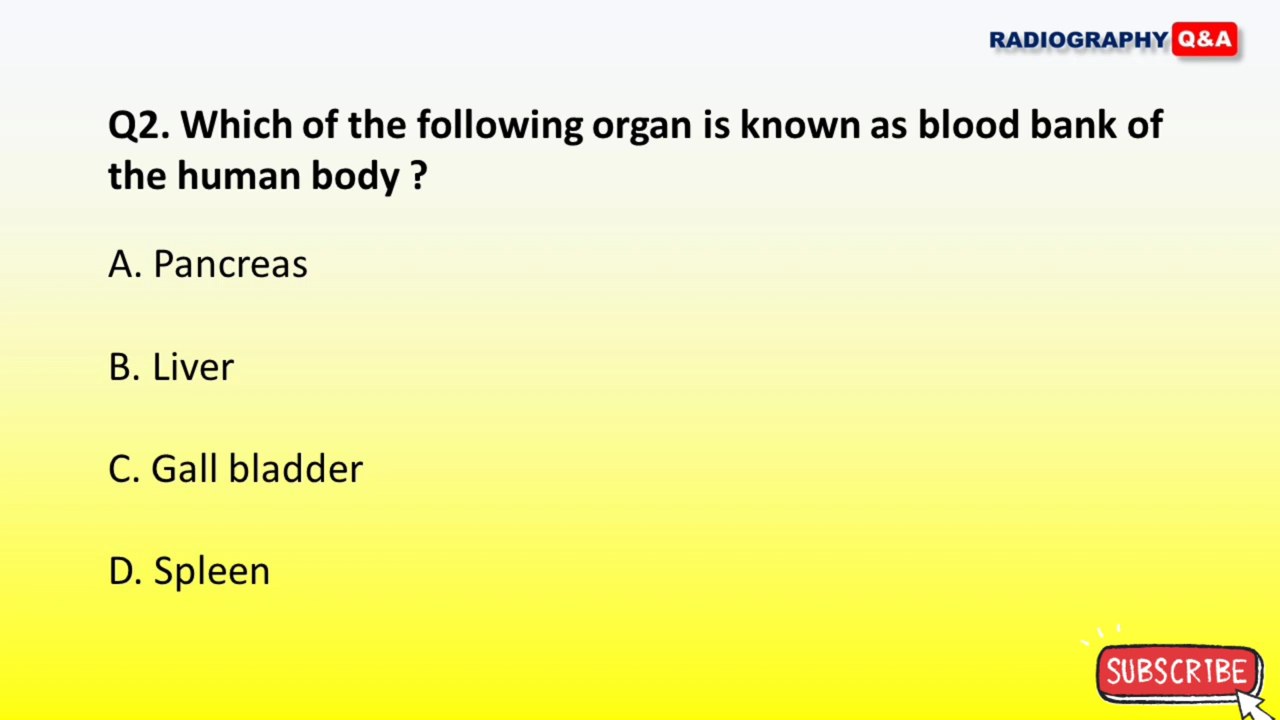 RADIOGRAPHY Q&A
Q2. Which of the following organ is known as blood bank of
the human body ?
A. Pancreas
B. Liver
C. Gall bladder
D. Spleen
SUBSCRIBE